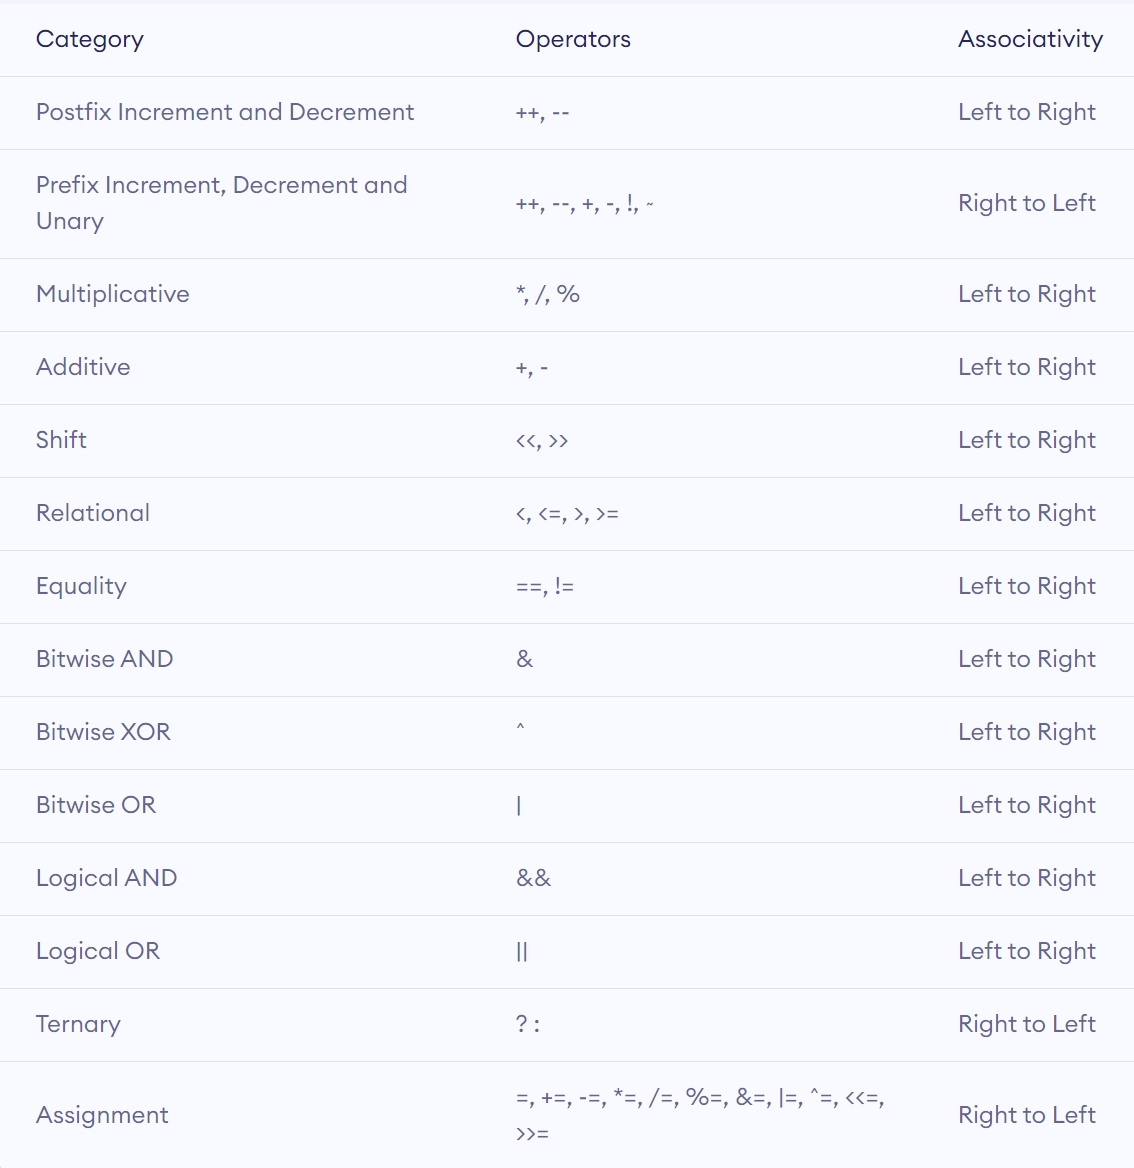 Category Operators Associativity
Postfix Increment and Decrement ++, -- Left to Right
Prefix Increment, Decrement and
Unary ++, --, +, -, !, ~ Right to Left
Multiplicative *, /, % Left to Right
Additive +, - Left to Right
Shift <<, >> Left to Right
Relational <, <=, >, >= Left to Right
Equality ==, != Left to Right
Bitwise AND & Left to Right
Bitwise XOR ^ Left to Right
Bitwise OR | Left to Right
Logical AND && Left to Right
Logical OR || Left to Right
Ternary ? : Right to Left
Assignment =, +=, -=, *=, /=, %=, &=, |=, ^=, <<=,
>>= Right to Left